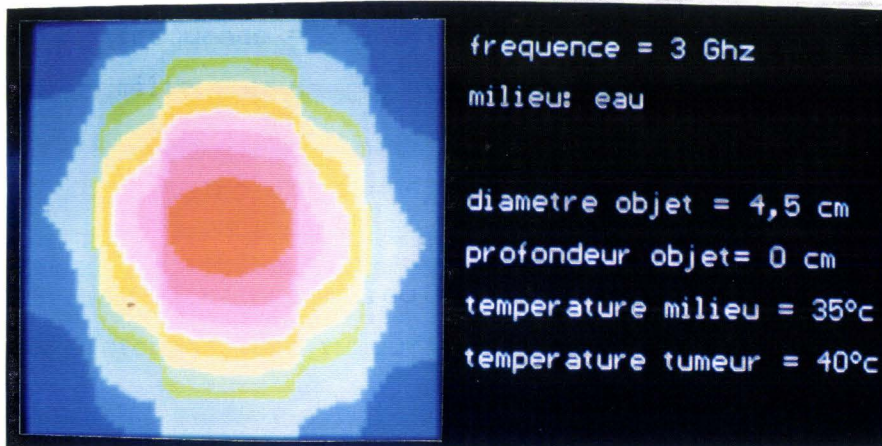 frequence = 3 Ghz
milieu: eau
diametre objet = 4,5 cm
profondeur objet= 0 cm
temperature milieu = 35°c
temperature tumeur = 40°c